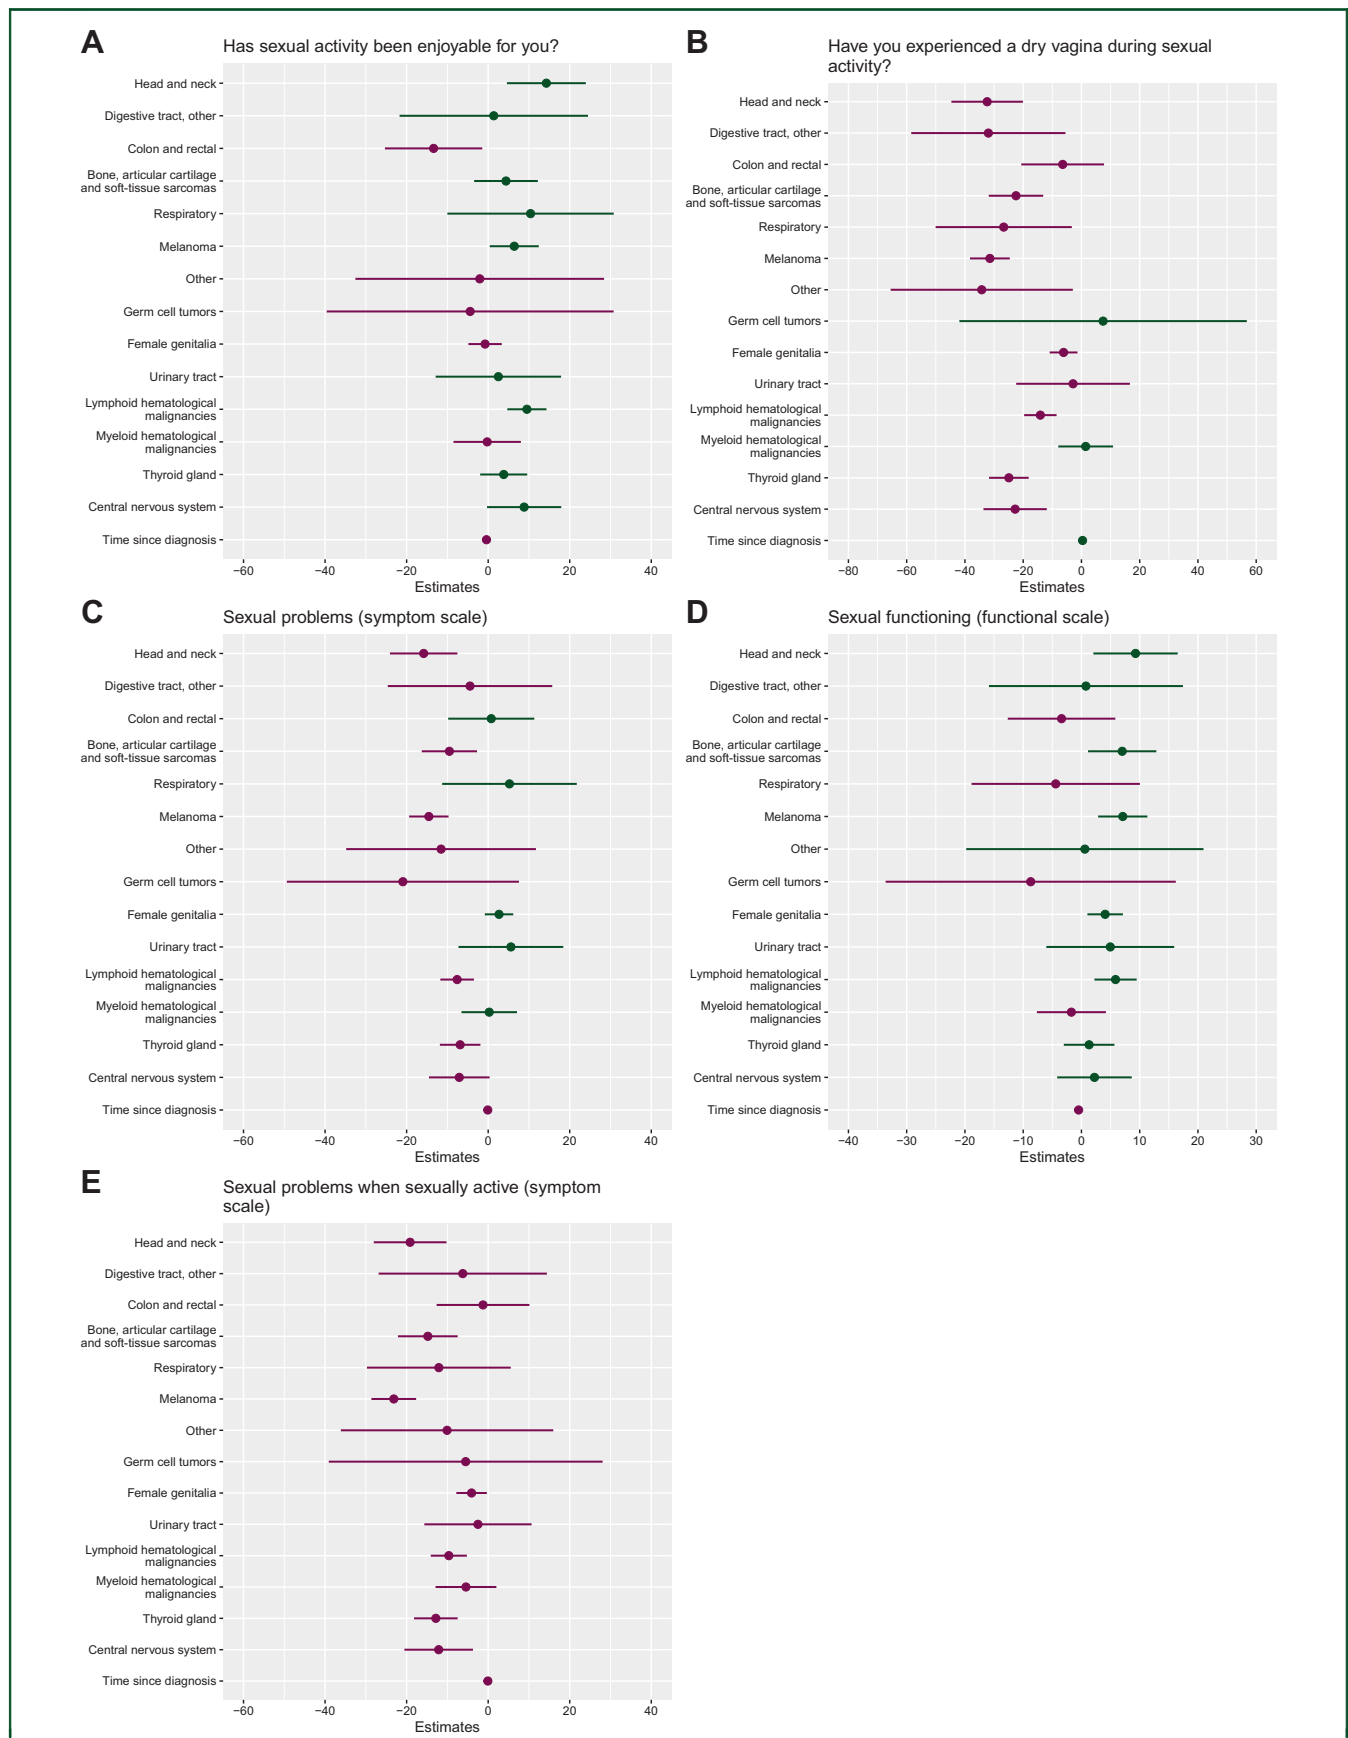 A
Has sexual activity been enjoyable for you?
Head and neck
Digestive tract, other
Colon and rectal
Bone, articular cartilage
and soft-tissue sarcomas
Respiratory
Melanoma
Other
Germ cell tumors
Female genitalia
Urinary tract
Lymphoid hematological
malignancies
Myeloid hematological
malignancies
Thyroid gland
Central nervous system
Time since diagnosis
−60 −40 −20 0 20 40
Estimates
B
Have you experienced a dry vagina during sexual
activity?
Head and neck
Digestive tract, other
Colon and rectal
Bone, articular cartilage
and soft-tissue sarcomas
Respiratory
Melanoma
Other
Germ cell tumors
Female genitalia
Urinary tract
Lymphoid hematological
malignancies
Myeloid hematological
malignancies
Thyroid gland
Central nervous system
Time since diagnosis
−80 −60 −40 −20 0 20 40 60
Estimates
C
Sexual problems (symptom scale)
Head and neck
Digestive tract, other
Colon and rectal
Bone, articular cartilage
and soft-tissue sarcomas
Respiratory
Melanoma
Other
Germ cell tumors
Female genitalia
Urinary tract
Lymphoid hematological
malignancies
Myeloid hematological
malignancies
Thyroid gland
Central nervous system
Time since diagnosis
−60 −40 −20 0 20 40
Estimates
D
Sexual functioning (functional scale)
Head and neck
Digestive tract, other
Colon and rectal
Bone, articular cartilage
and soft-tissue sarcomas
Respiratory
Melanoma
Other
Germ cell tumors
Female genitalia
Urinary tract
Lymphoid hematological
malignancies
Myeloid hematological
malignancies
Thyroid gland
Central nervous system
Time since diagnosis
−40 −30 −20 −10 0 10 20 30
Estimates
E
Sexual problems when sexually active (symptom
scale)
Head and neck
Digestive tract, other
Colon and rectal
Bone, articular cartilage
and soft-tissue sarcomas
Respiratory
Melanoma
Other
Germ cell tumors
Female genitalia
Urinary tract
Lymphoid hematological
malignancies
Myeloid hematological
malignancies
Thyroid gland
Central nervous system
Time since diagnosis
−60 −40 −20 0 20 40
Estimates